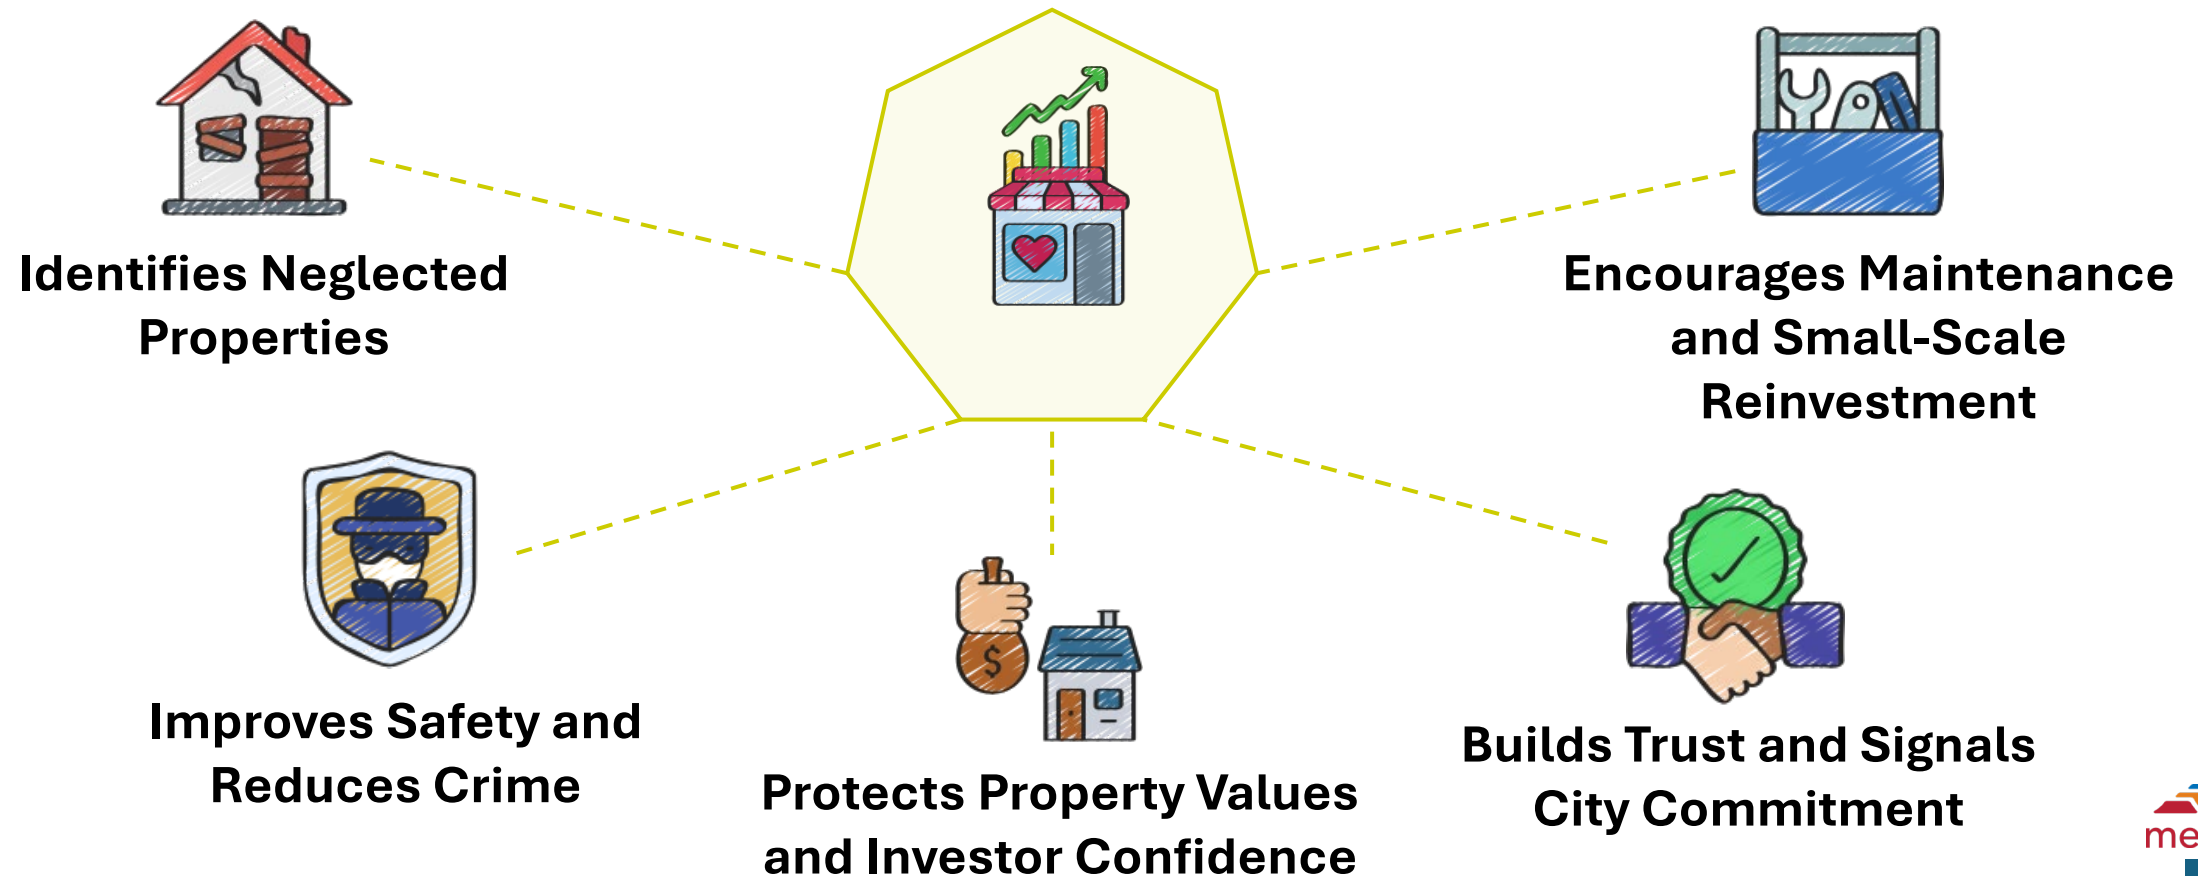 Identifies Neglected
Properties
Encourages Maintenance
and Small-Scale
Reinvestment
Improves Safety and
Reduces Crime
$
Protects Property Values
and Investor Confidence
Builds Trust and Signals
City Commitment
me